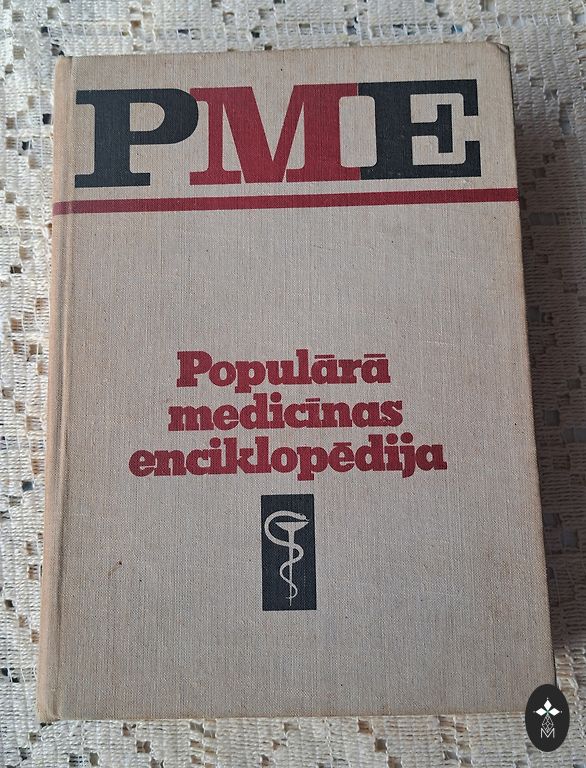 PME
Populārā
medicīnas
enciklopēdija
M